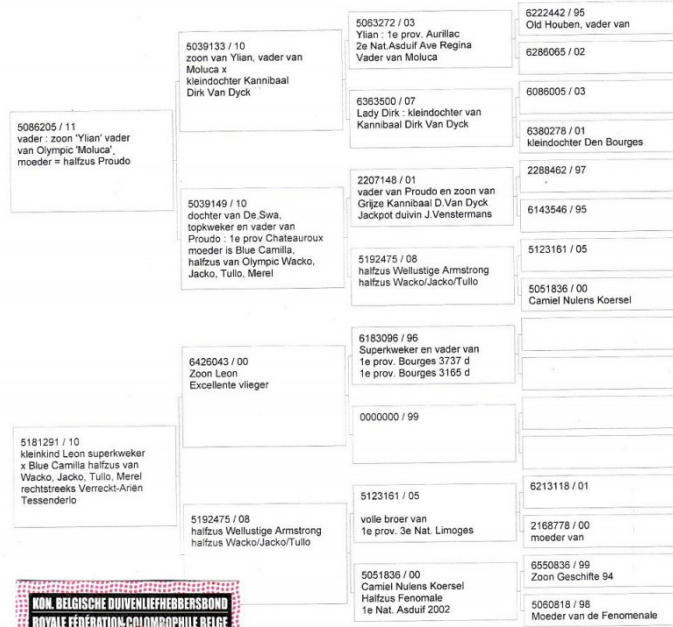 5086205 / 11
vader : zoon 'Ylian' vader
van Olympic 'Moluca'
moeder = halfzus Proudo
5181291 / 10
kleinkind Leon superkweker
x Blue Camilla halfzus van
Wacko, Jacko, Tullo, Merel
rechtstreeks Verreckt-Ariën
Tessenderlo
5039133 / 10
zoon van Ylian, vader van
Moluca x
kleindochter Kannibaal
Dirk Van Dyck
5039149 / 10
dochter van De Swa,
topkweker en vader van
Proudo : 1e prov Chateauroux
moeder is Blue Camilla,
halfzus van Olympic Wacko,
Jacko, Tullo, Merel
6426043 / 00
Zoon Leon
Excellente vlieger
5192475 / 08
halfzus Wellustige Armstrong
halfzus Wacko/Jacko/Tullo
5063272 / 03
Ylian : 1e prov. Aurillac
2e Nat.Asduif Ave Regina
Vader van Moluca
6363500 / 07
Lady Dirk : kleindochter van
Kannibaal Dirk Van Dyck
2207148 / 01
vader van Proudo en zoon van
Grijze Kannibaal D.Van Dyck
Jackpot duivin J.Venstermans
5192475 / 08
halfzus Wellustige Armstrong
halfzus Wacko/Jacko/Tullo
6183096 / 96
Superkweker en vader van
1e prov. Bourges 3737 d
1e prov. Bourges 3165 d
0000000 / 99
5123161 / 05
volle broer van
1e prov. 3e Nat. Limoges
5051836 / 00
Camiel Nulens Koersel
Halfzus Fenomale
1e Nat. Asduif 2002
6222442 / 95
Old Houben, vader van
6286065 / 02
6086005 / 03
6380278 / 01
kleindochter Den Bourges
2288462 / 97
6143546 / 95
5123161 / 05
5051836 / 00
Camiel Nulens Koersel
6213118 / 01
2168778 / 00
moeder van
6550836 / 99
Zoon Geschifte 94
5060818 / 98
Moeder van de Fenomenale
KON. BELGISCHE DUIVENLIEFHEBBERSBOND
ROYALE FÉDÉRATION COLOMBOPHILE BELGE